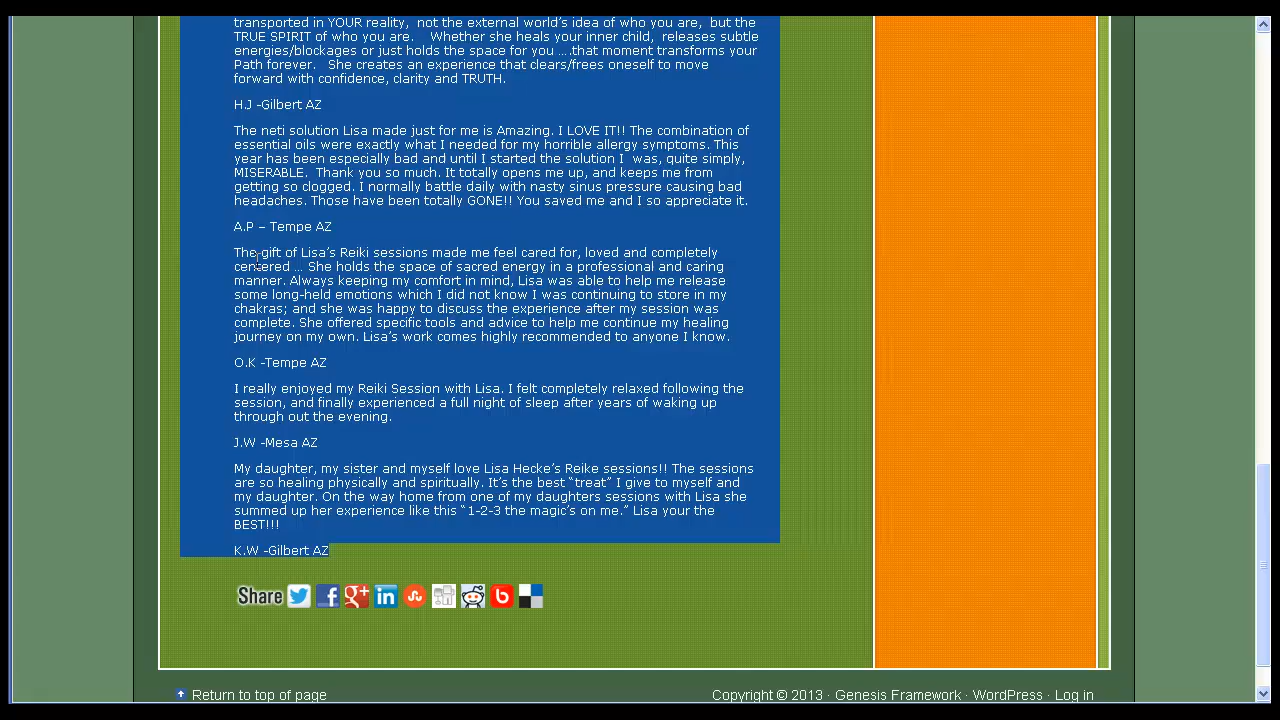 transported in YOUR reality, not the external world's idea of who you are, but the
TRUE SPIRIT of who you are. Whether she heals your inner child, releases subtle
energies/blockages or just holds the space for you ….that moment transforms your
Path forever. She creates an experience that clears/frees oneself to move
forward with confidence, clarity and TRUTH.
H.J -Gilbert AZ
The neti solution Lisa made just for me is Amazing. I LOVE IT!! The combination of
essential oils were exactly what I needed for my horrible allergy symptoms. This
year has been especially bad and until I started the solution I was, quite simply,
MISERABLE. Thank you so much. It totally opens me up, and keeps me from
getting so clogged. I normally battle daily with nasty sinus pressure causing bad
headaches. Those have been totally GONE!! You saved me and I so appreciate it.
A.P – Tempe AZ
The gift of Lisa's Reiki sessions made me feel cared for, loved and completely
centered … She holds the space of sacred energy in a professional and caring
manner. Always keeping my comfort in mind, Lisa was able to help me release
some long-held emotions which I did not know I was continuing to store in my
chakras; and she was happy to discuss the experience after my session was
complete. She offered specific tools and advice to help me continue my healing
journey on my own. Lisa's work comes highly recommended to anyone I know.
O.K -Tempe AZ
I really enjoyed my Reiki Session with Lisa. I felt completely relaxed following the
session, and finally experienced a full night of sleep after years of waking up
through out the evening.
J.W -Mesa AZ
My daughter, my sister and myself love Lisa Hecke's Reike sessions!! The sessions
are so healing physically and spiritually. It's the best “treat” I give to myself and
my daughter. On the way home from one of my daughters sessions with Lisa she
summed up her experience like this “1-2-3 the magic's on me.” Lisa your the
BEST!!!
K.W -Gilbert AZ
Share
Return to top of page
Copyright © 2013 · Genesis Framework · WordPress · Log in